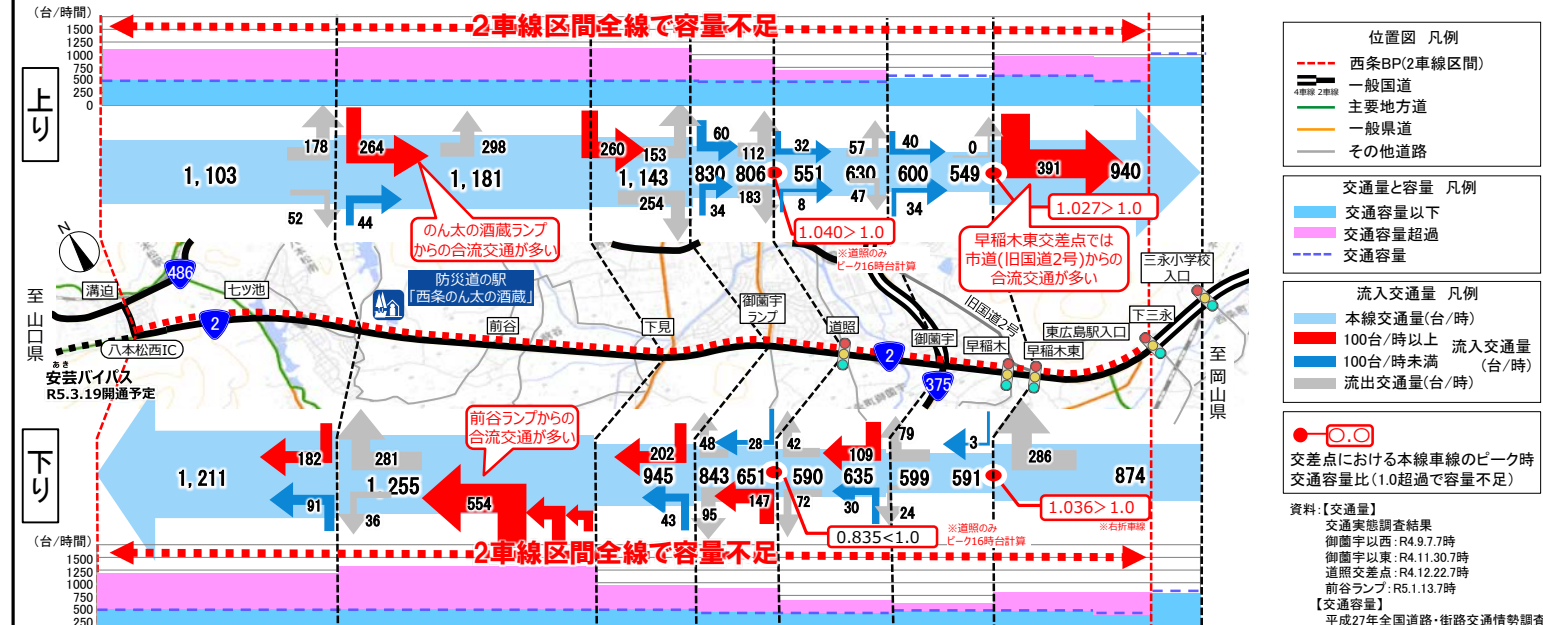 (台/時間)
1500
1250
1000
750
500
250
0
2車線区間全線で容量不足
上り
1,103
178
52
264
44
298
1,181
260
153
1,143
254
60
830
34
112
806
183
32
551
8
57
630
47
40
600
34
0
549
391
940
のん太の酒蔵ランプ
からの合流交通が多い
1.040>1.0
※道照のみ
ピーク16時台計算
1.027>1.0
早稲木東交差点では
市道(旧国道2号)からの
合流交通が多い
N
至山口県
溝迫
486
七ツ池
2
八本松西IC
あき
安芸バイパス
R5.3.19開通予定
防災道の駅
「西条のん太の酒蔵」
前谷
下見
御薗宇
ランプ
道照
2
御薗宇
375
旧国道2号
早稲木
早稲木東
東広島駅入口
下三永
三永小学校
入口
至岡山県
下り
1,211
182
91
281
1,255
36
前谷ランプからの
合流交通が多い
554
202
945
43
48
843
95
28
651
147
42
590
72
109
635
30
79
599
24
3
591
286
874
0.835<1.0
※道照のみ
ピーク16時台計算
1.036>1.0
※右折車線
(台/時間)
1500
1250
1000
750
500
250
2車線区間全線で容量不足
位置図 凡例
西条BP(2車線区間)
4車線 2車線
一般国道
主要地方道
一般県道
その他道路
交通量と容量 凡例
交通容量以下
交通容量超過
交通容量
流入交通量 凡例
本線交通量(台/時)
100台/時以上
100台/時未満
流入交通量
(台/時)
流出交通量(台/時)
○.○
交差点における本線車線のピーク時
交通容量比(1.0超過で容量不足)
資料:【交通量】
交通実態調査結果
御薗宇以西:R4.9.7.7時
御薗宇以東:R4.11.30.7時
道照交差点:R4.12.22.7時
前谷ランプ:R5.1.13.7時
【交通容量】
平成27年全国道路・街路交通情勢調査